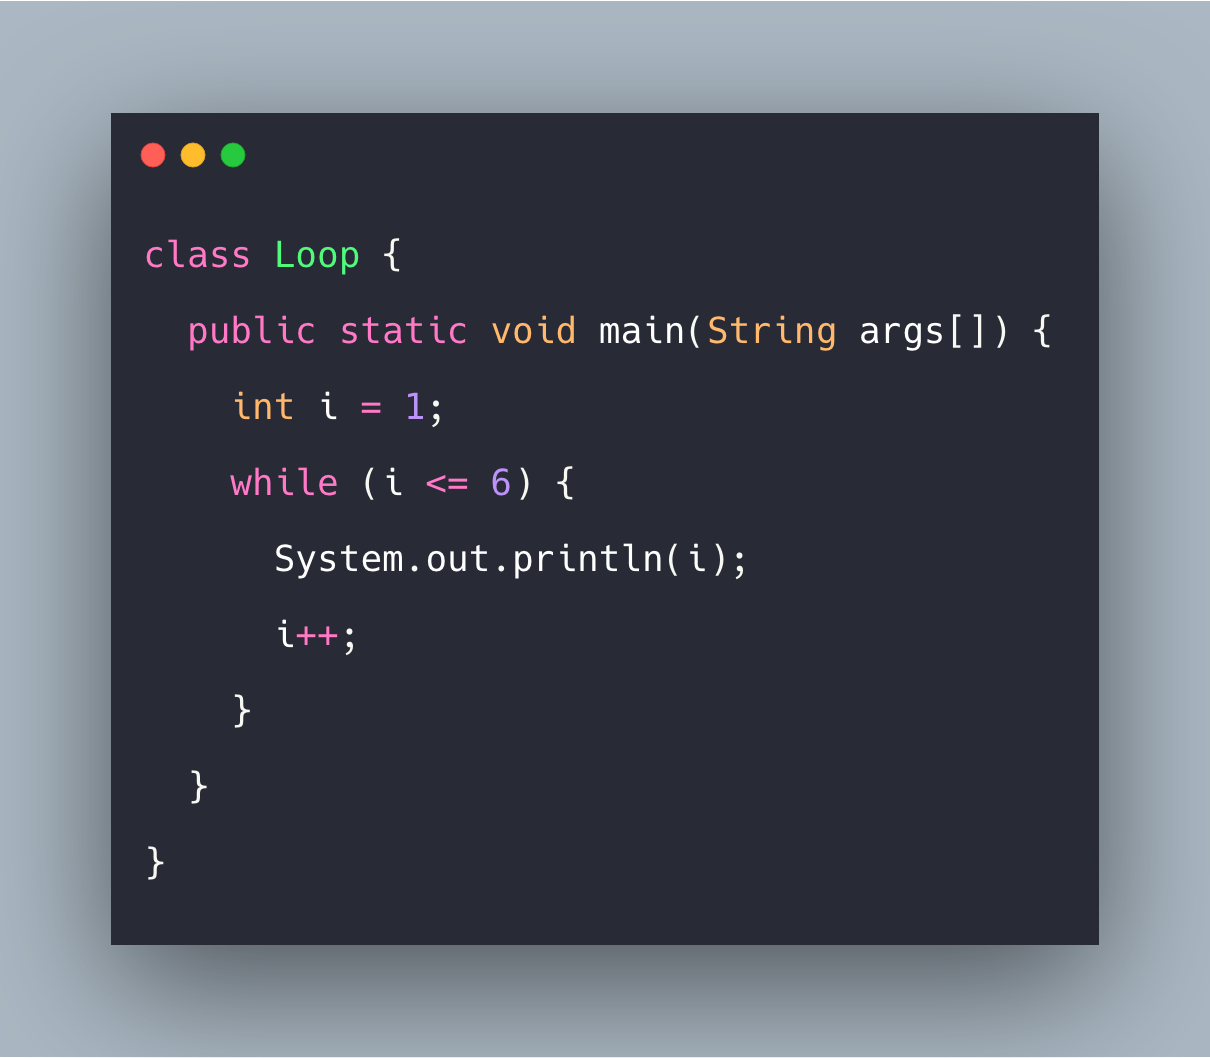 class Loop {
  public static void main(String args[]) {
    int i = 1;
    while (i <= 6) {
      System.out.println(i);
      i++;
    }
  }
}